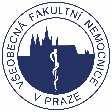 VŠEOBECNÁ FAKULTNÍ NEMOCNICE
V PRAZE